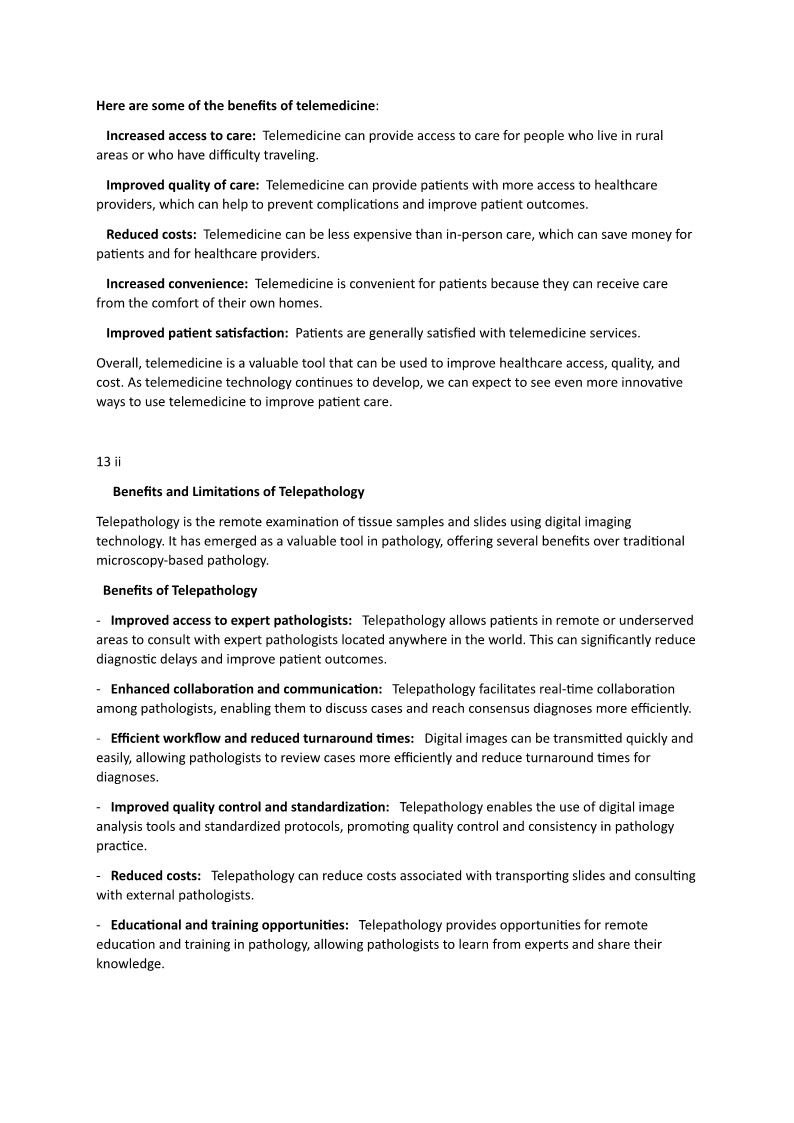 Here are some of the benefits of telemedicine:
Increased access to care: Telemedicine can provide access to care for people who live in rural
areas or who have difficulty traveling.
Improved quality of care: Telemedicine can provide patients with more access to healthcare
providers, which can help to prevent complications and improve patient outcomes.
Reduced costs: Telemedicine can be less expensive than in-person care, which can save money for
patients and for healthcare providers.
Increased convenience: Telemedicine is convenient for patients because they can receive care
from the comfort of their own homes.
Improved patient satisfaction: Patients are generally satisfied with telemedicine services.
Overall, telemedicine is a valuable tool that can be used to improve healthcare access, quality, and
cost. As telemedicine technology continues to develop, we can expect to see even more innovative
ways to use telemedicine to improve patient care.
13 ii
Benefits and Limitations of Telepathology
Telepathology is the remote examination of tissue samples and slides using digital imaging
technology. It has emerged as a valuable tool in pathology, offering several benefits over traditional
microscopy-based pathology.
Benefits of Telepathology
- Improved access to expert pathologists: Telepathology allows patients in remote or underserved
areas to consult with expert pathologists located anywhere in the world. This can significantly reduce
diagnostic delays and improve patient outcomes.
- Enhanced collaboration and communication: Telepathology facilitates real-time collaboration
among pathologists, enabling them to discuss cases and reach consensus diagnoses more efficiently.
- Efficient workflow and reduced turnaround times: Digital images can be transmitted quickly and
easily, allowing pathologists to review cases more efficiently and reduce turnaround times for
diagnoses.
- Improved quality control and standardization: Telepathology enables the use of digital image
analysis tools and standardized protocols, promoting quality control and consistency in pathology
practice.
- Reduced costs: Telepathology can reduce costs associated with transporting slides and consulting
with external pathologists.
- Educational and training opportunities: Telepathology provides opportunities for remote
education and training in pathology, allowing pathologists to learn from experts and share their
knowledge.